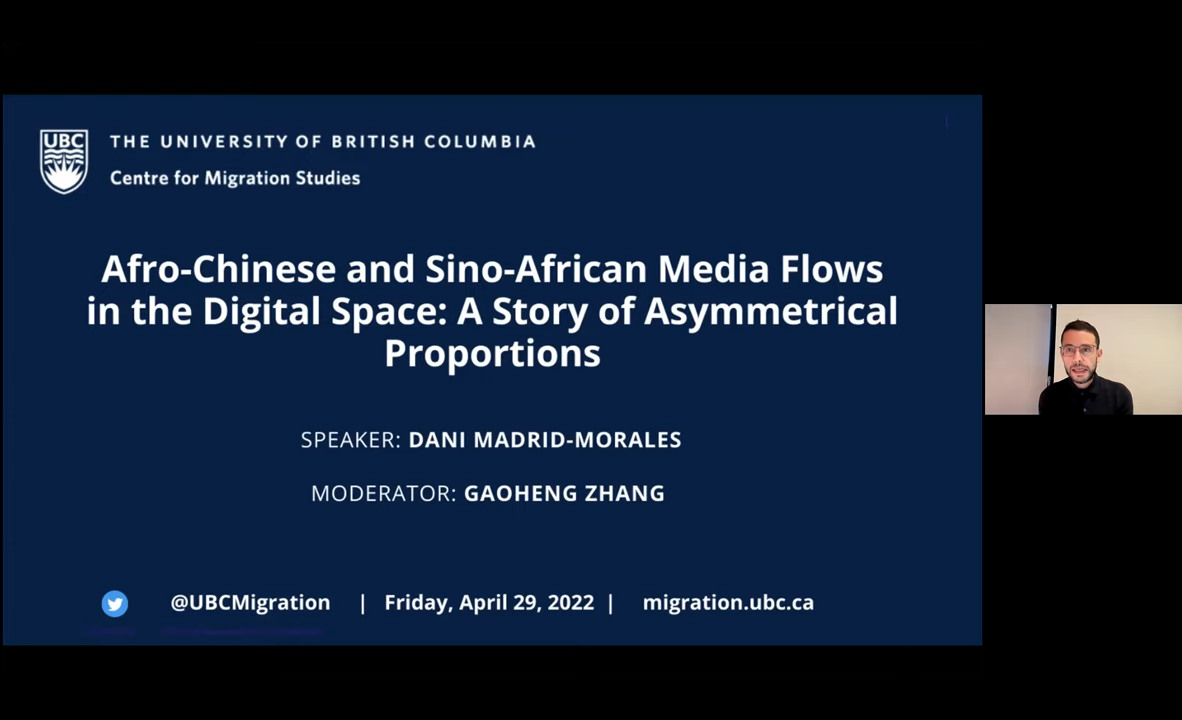 UBC
THE UNIVERSITY OF BRITISH COLUMBIA
Centre for Migration Studies
Afro-Chinese and Sino-African Media Flows
in the Digital Space: A Story of Asymmetrical
Proportions
SPEAKER: DANI MADRID-MORALES
MODERATOR: GAOHENG ZHANG
@UBCMigration | Friday, April 29, 2022 | migration.ubc.ca